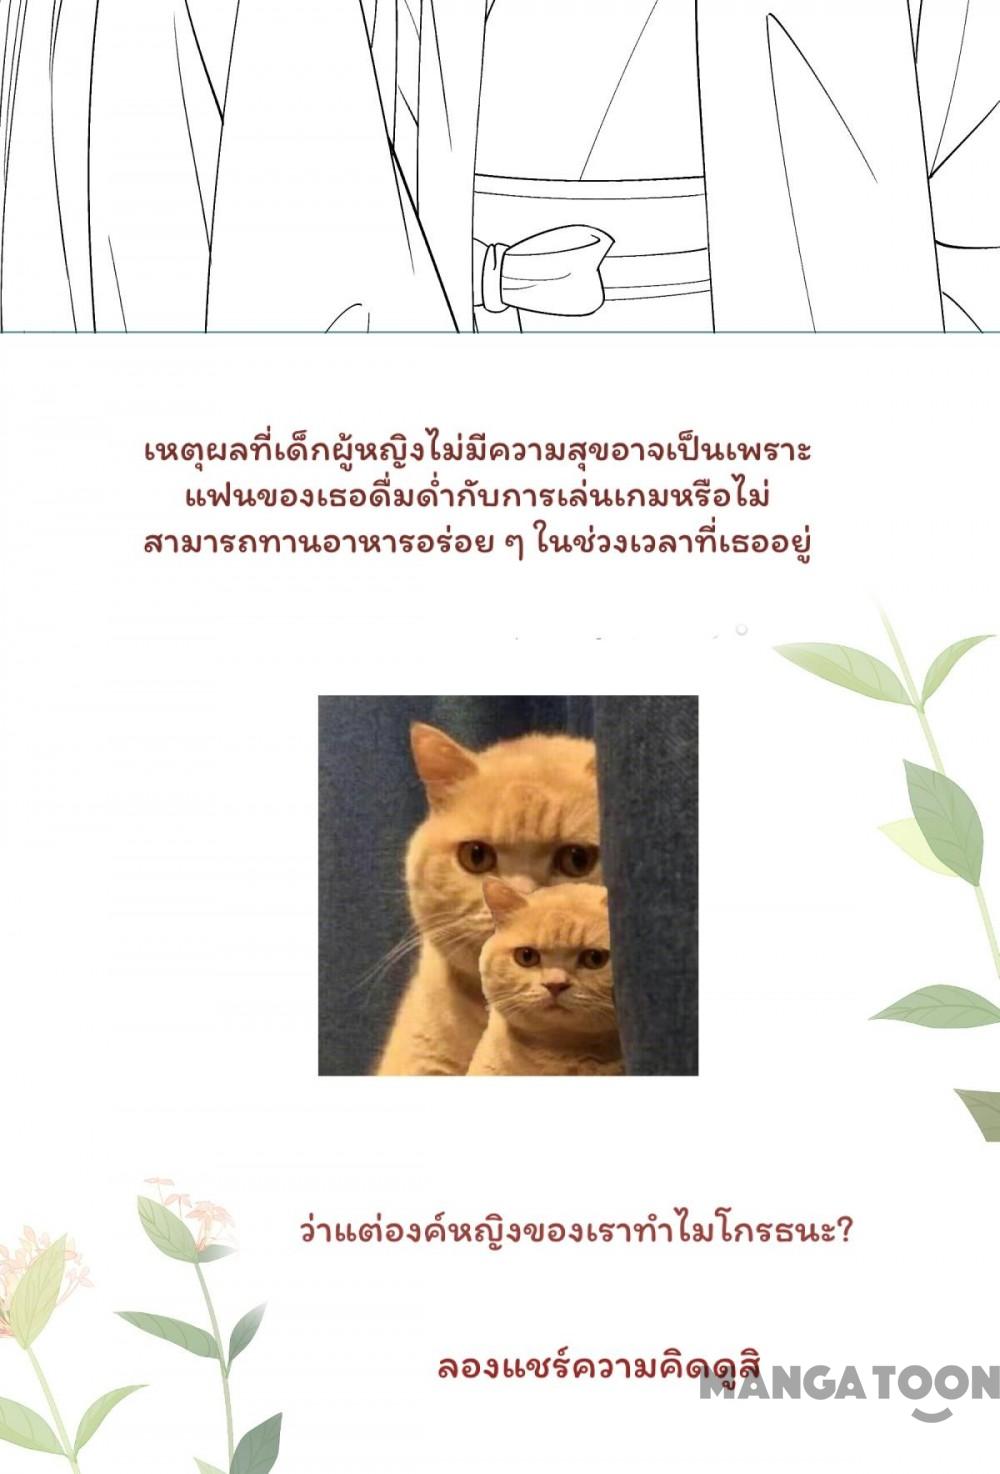 เหตุผลที่เด็กผู้หญิงไม่มีความสุขอาจเป็นเพราะ
แฟนของเธอดื่มด่ำกับการเล่นเกมหรือไม่
สามารถทานอาหารอร่อย ๆ ในช่วงเวลาที่เธออยู่
ว่าแต่องค์หญิงของเราทำไมโกรธนะ?
ลองแชร์ความคิดดูสิ
MANGATOON